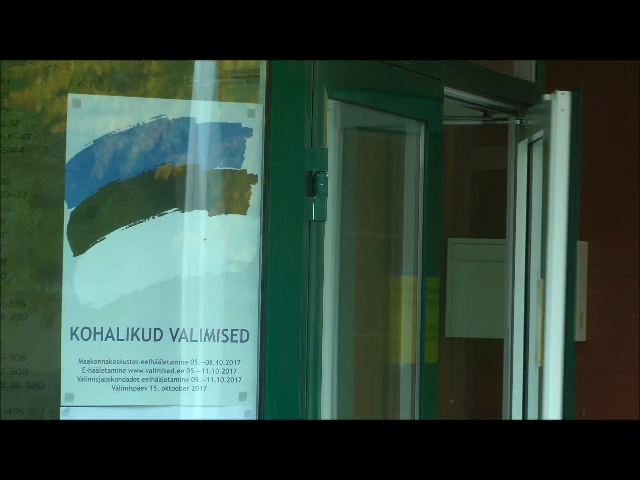 KOHALIKUD VALIMISED
Maakonnakeskustes eelhääletamine 05.–08.10.2017
E-hääletamine www.valimised.ee 05.–11.10.2017
Valimisjaoskondades eelhääletamine 09.–11.10.2017
Valimispäev 15. oktoober 2017